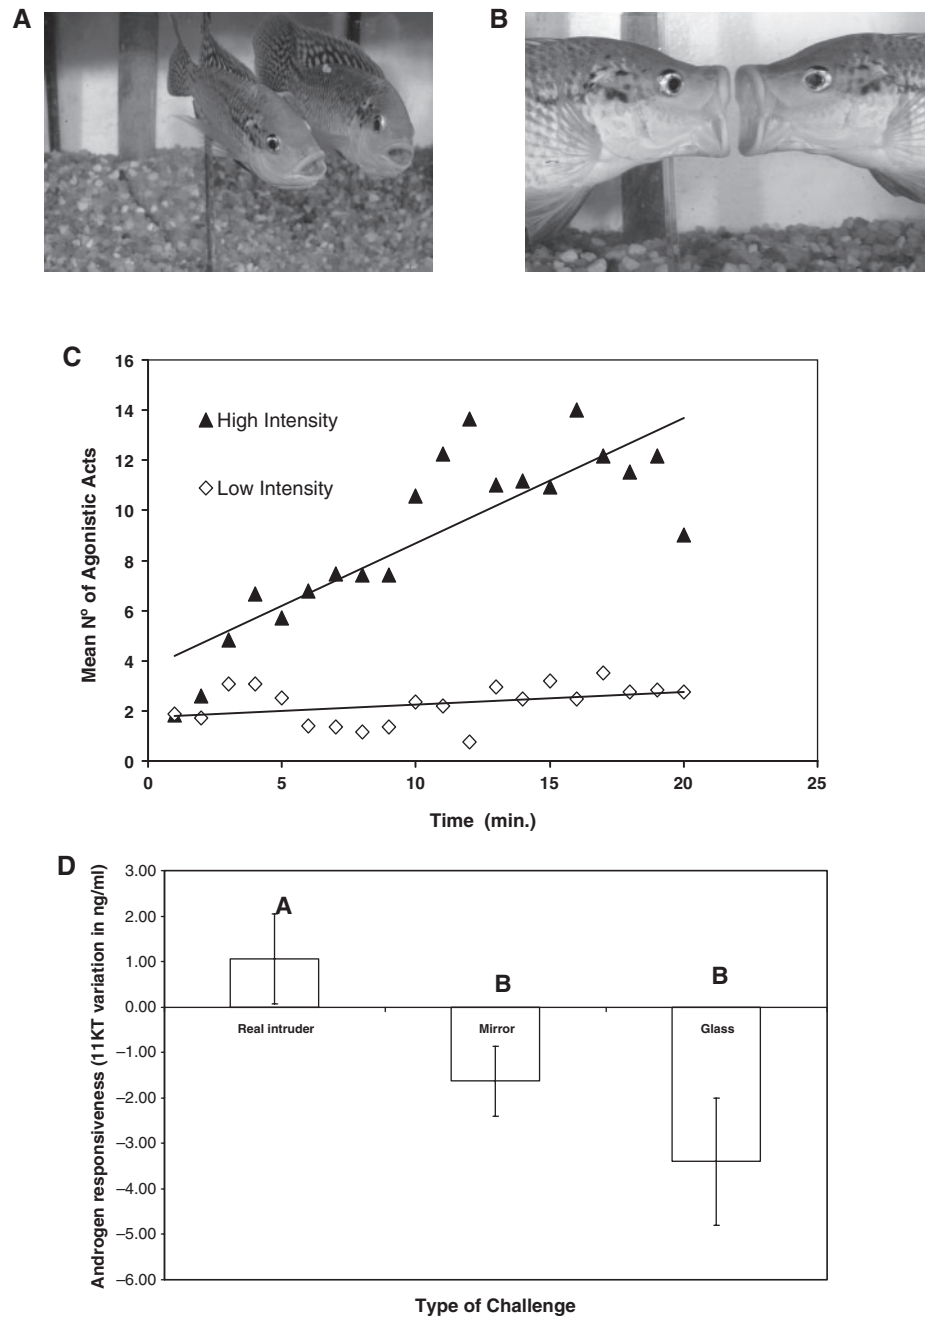 A
B
C
16
14
12
10
8
6
4
2
0
Mean Nº of Agonistic Acts
High Intensity
Low Intensity
0 5 10 15 20 25
Time (min.)
D
3.00
2.00
1.00
0.00
–1.00
–2.00
–3.00
–4.00
–5.00
–6.00
Androgen responsiveness (11KT variation in ng/ml)
A
B
B
Real intruder
Mirror
Glass
Type of Challenge